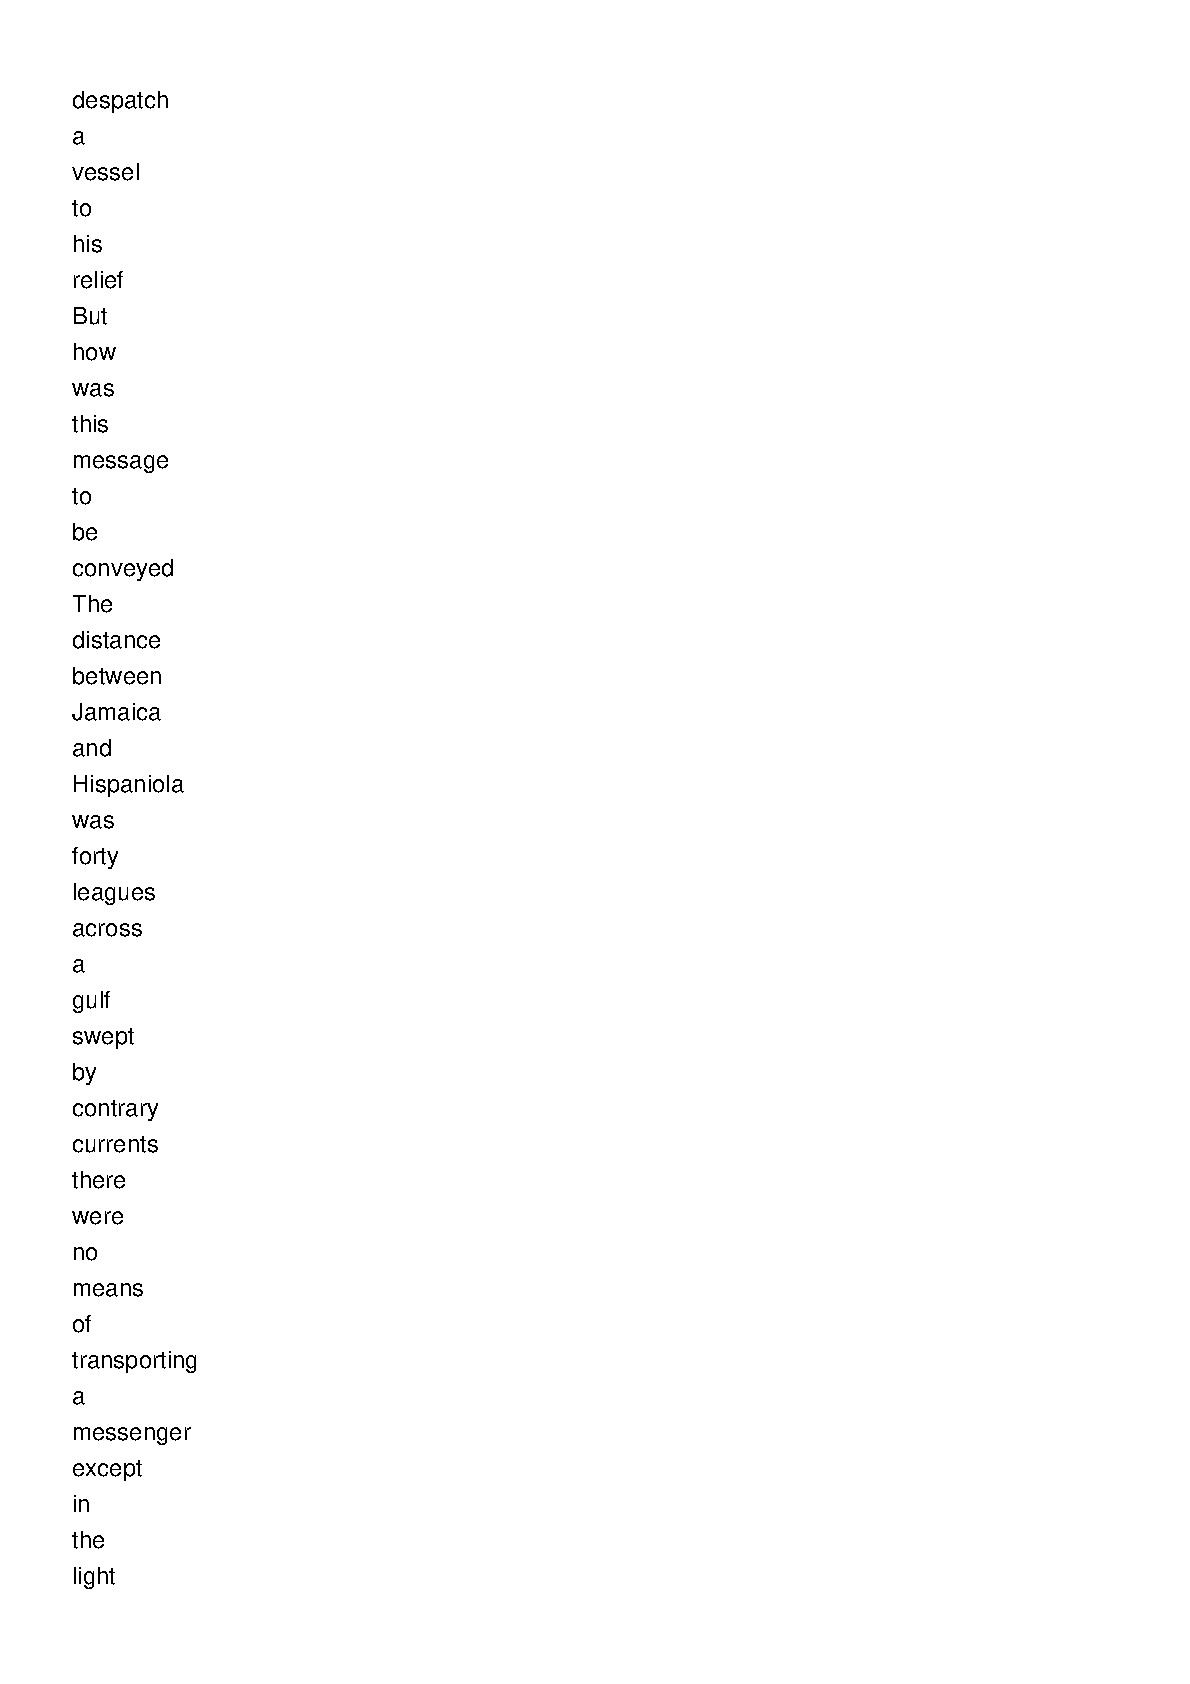 despatch
a
vessel
to
his
relief
But
how
was
this
message
to
be
conveyed
The
distance
between
Jamaica
and
Hispaniola
was
forty
leagues
across
a
gulf
swept
by
contrary
currents
there
were
no
means
of
transporting
a
messenger
except
in
the
light